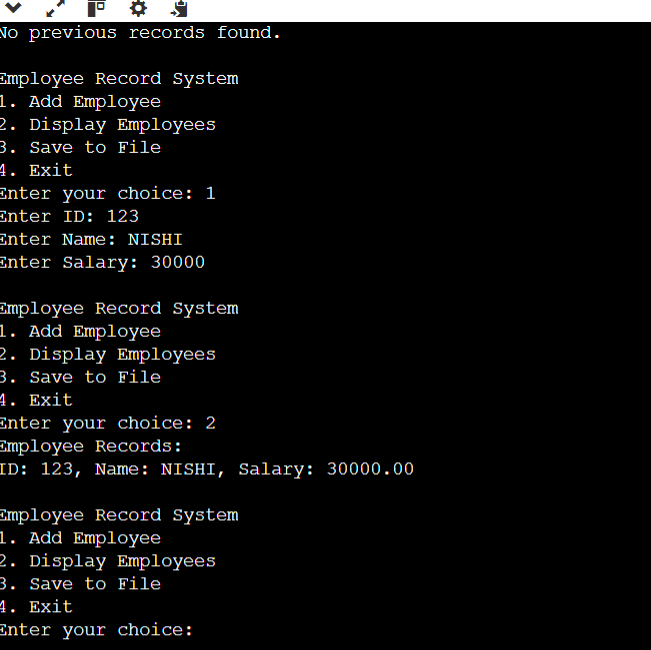 No previous records found.
Employee Record System
1. Add Employee
2. Display Employees
3. Save to File
4. Exit
Enter your choice: 1
Enter ID: 123
Enter Name: NISHI
Enter Salary: 30000
Employee Record System
1. Add Employee
2. Display Employees
3. Save to File
4. Exit
Enter your choice: 2
Employee Records:
ID: 123, Name: NISHI, Salary: 30000.00
Employee Record System
1. Add Employee
2. Display Employees
3. Save to File
4. Exit
Enter your choice: